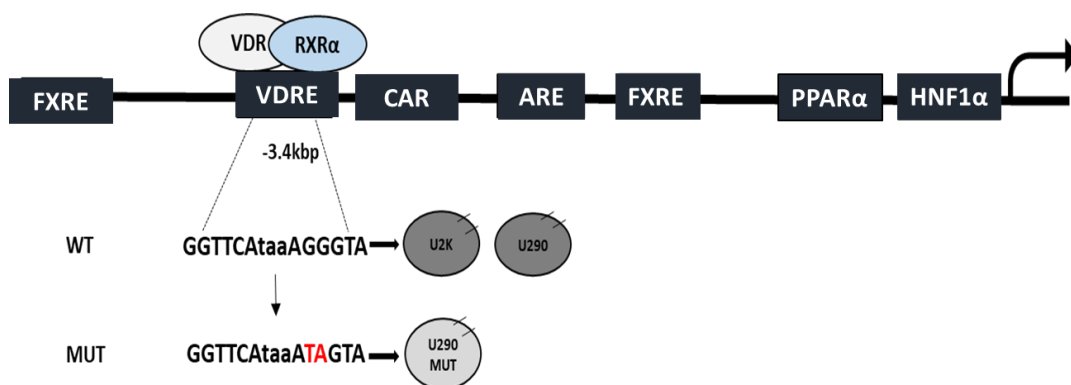 VDR RXRα
FXRE VDRE CAR ARE FXRE PPARα HNF1α
-3.4kbp
WT GGTTCAtaaAGGGTA U2K U290
MUT GGTTCAtaaATAGTA U290
MUT